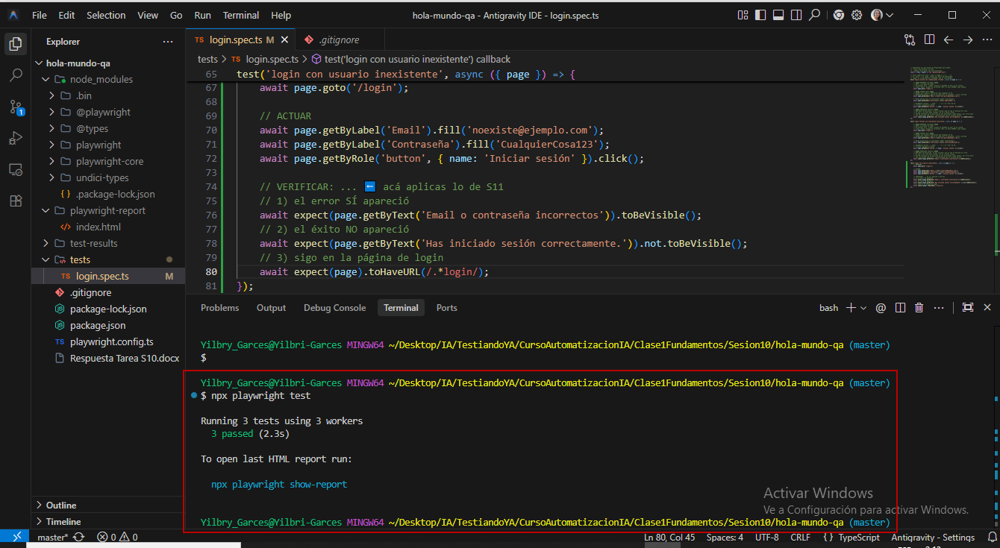 File Edit Selection View Go Run Terminal Help
hola-mundo-qa - Antigravity IDE - login.spec.ts
Explorer
hola-mundo-qa
node_modules
.bin
@playwright
@types
playwright
playwright-core
undici-types
{ } .package-lock.json
playwright-report
<> index.html
test-results
tests
TS login.spec.ts M
.gitignore
package-lock.json
package.json
TS playwright.config.ts
Respuesta Tarea S10.docx
Outline
Timeline
1
TS login.spec.ts M
.gitignore
tests > TS login.spec.ts > test('login con usuario inexistente') callback
65 test('login con usuario inexistente', async ({ page }) => {
67 await page.goto('/login');
68
69 // ACTUAR
70 await page.getByLabel('Email').fill('noexiste@ejemplo.com');
71 await page.getByLabel('Contraseña').fill('CualquierCosa123');
72 await page.getByRole('button', { name: 'Iniciar sesión' }).click();
73
74 // VERIFICAR: ... ⬅ acá aplicas lo de S11
75 // 1) el error SÍ apareció
76 await expect(page.getByText('Email o contraseña incorrectos')).toBeVisible();
77 // 2) el éxito NO apareció
78 await expect(page.getByText('Has iniciado sesión correctamente.')).not.toBeVisible();
79 // 3) sigo en la página de login
80 await expect(page).toHaveURL(/.*login/);
81 });
Problems Output Debug Console Terminal Ports
bash
Yilbry_Garces@Yilbri-Garces MINGW64 ~/Desktop/IA/TestiandoYA/CursoAutomatizacionIA/Clase1Fundamentos/Sesion10/hola-mundo-qa (master)
$
Yilbry_Garces@Yilbri-Garces MINGW64 ~/Desktop/IA/TestiandoYA/CursoAutomatizacionIA/Clase1Fundamentos/Sesion10/hola-mundo-qa (master)
$ npx playwright test
Running 3 tests using 3 workers
3 passed (2.3s)
To open last HTML report run:
npx playwright show-report
Yilbry_Garces@Yilbri-Garces MINGW64 ~/Desktop/IA/TestiandoYA/CursoAutomatizacionIA/Clase1Fundamentos/Sesion10/hola-mundo-qa (master)
Activar Windows
Ve a Configuración para activar Windows.
master* 0 0 Ln 80, Col 45 Spaces: 4 UTF-8 CRLF { } TypeScript Antigravity - Settings